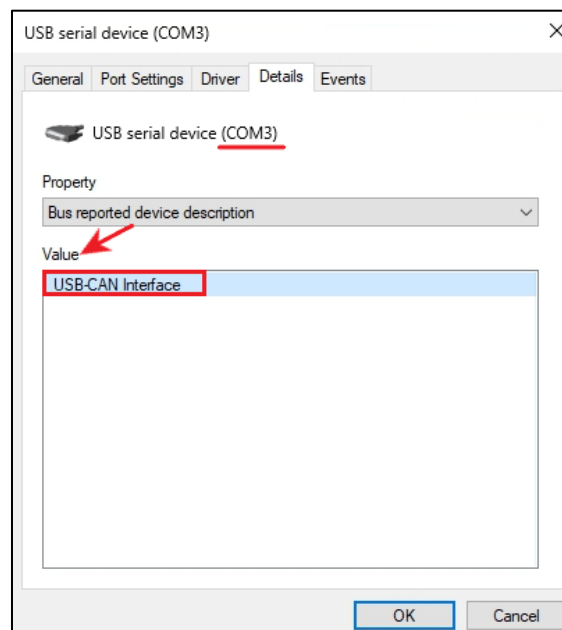 USB serial device (COM3)
General Port Settings Driver Details Events
USB serial device (COM3)
Property
Bus reported device description
Value
USB-CAN Interface
OK Cancel